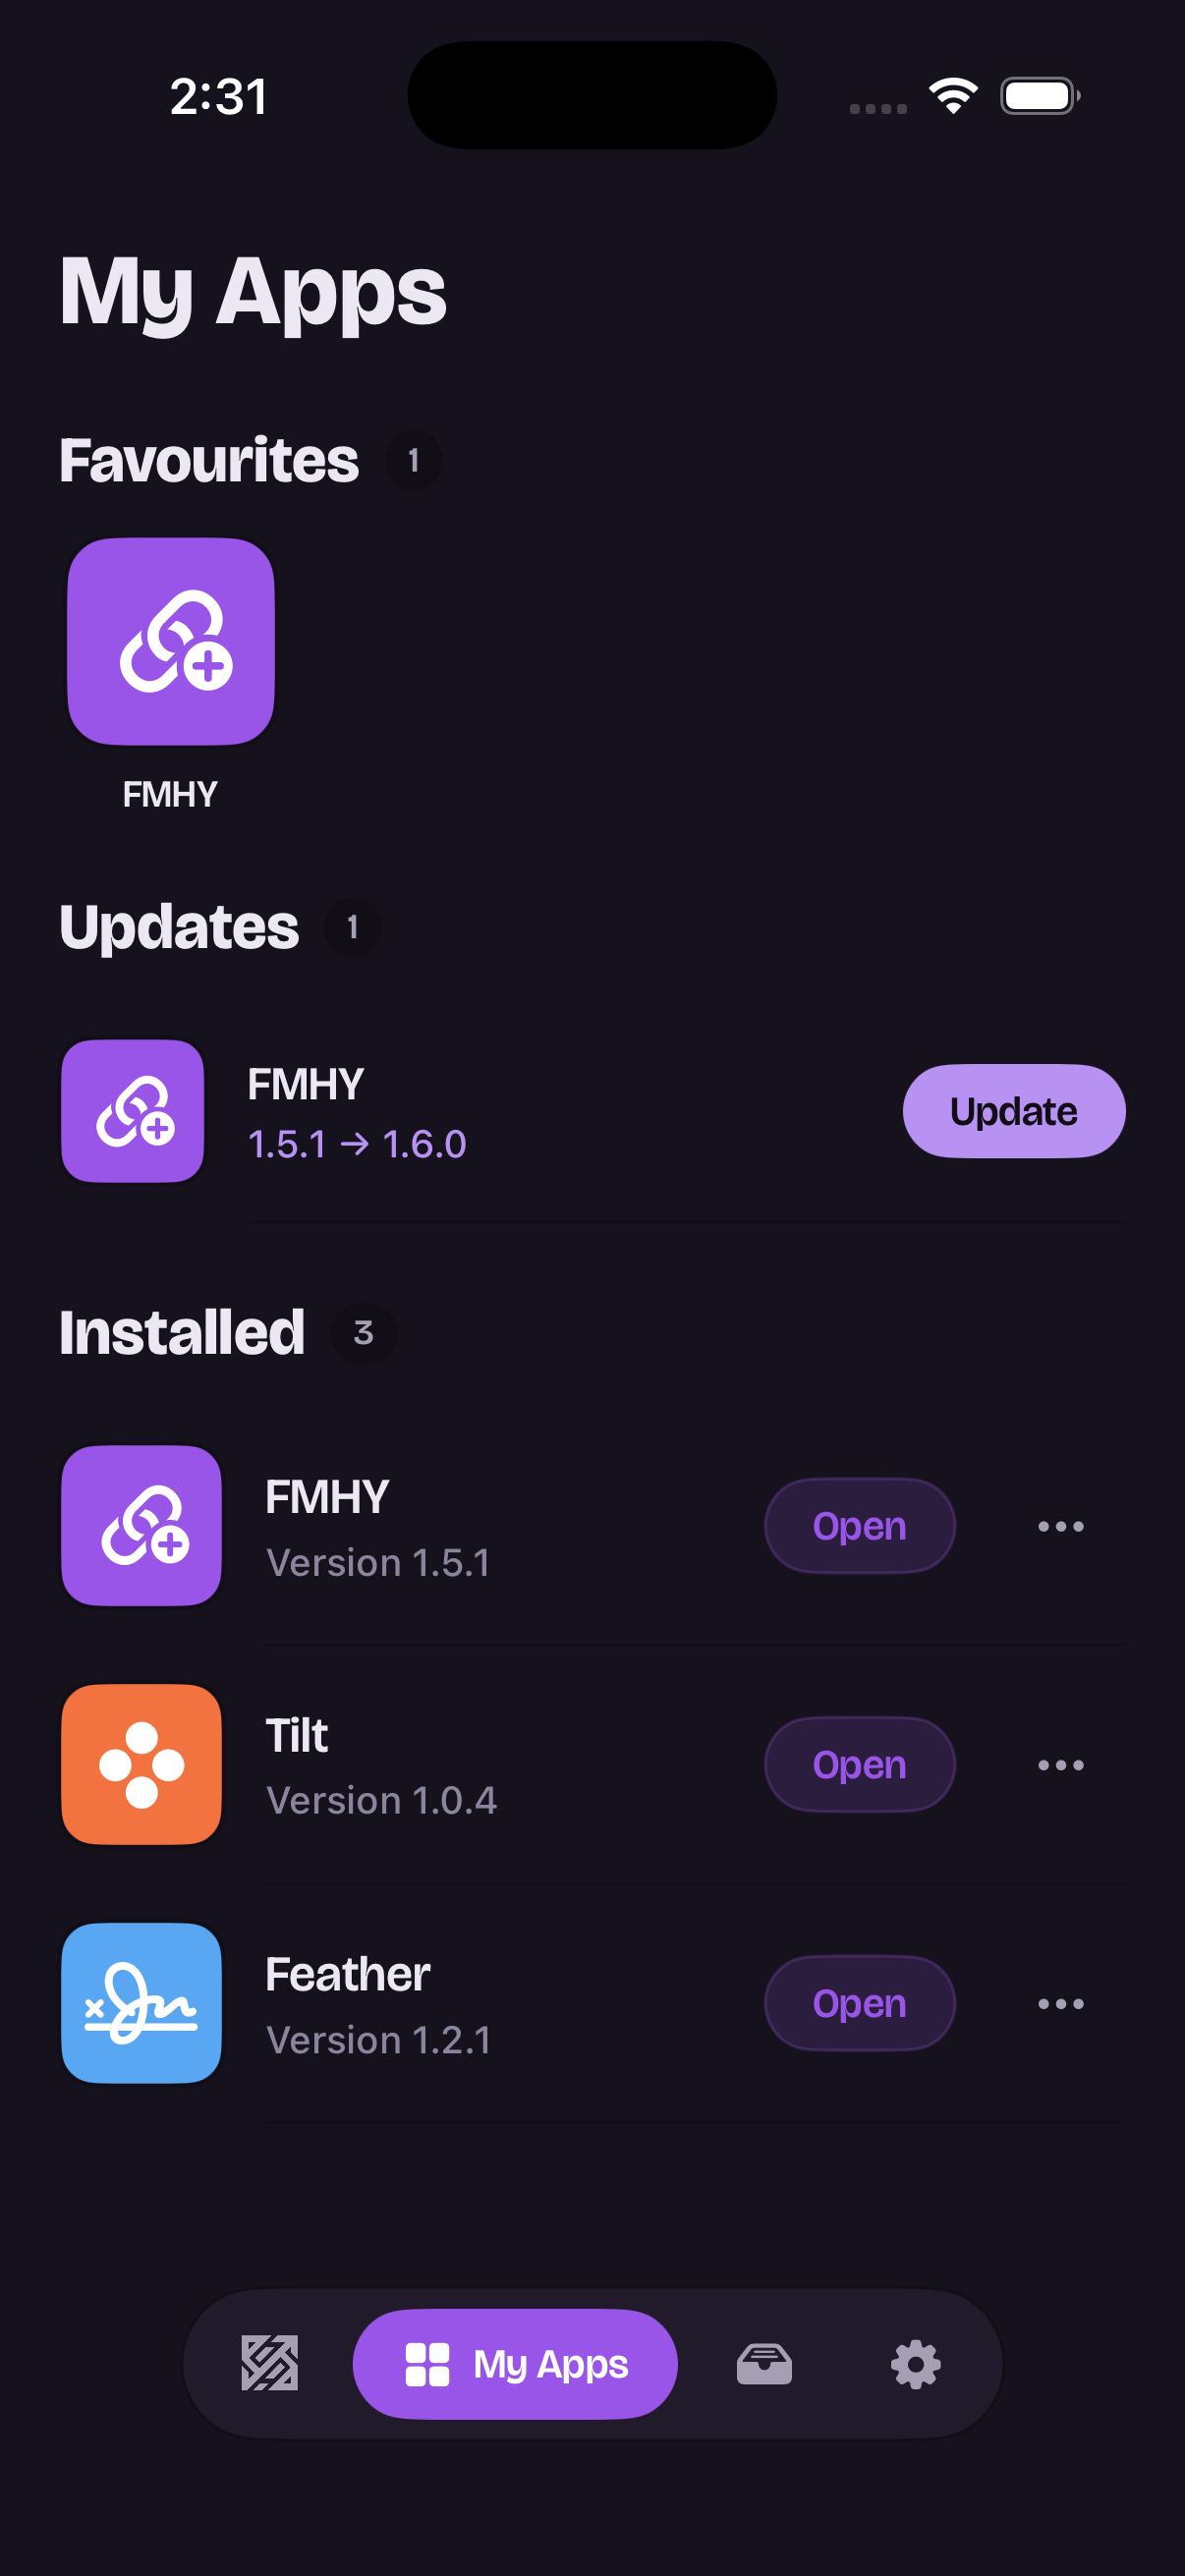 2:31
My Apps
Favourites 1
FMHY
Updates 1
FMHY
1.5.1 → 1.6.0
Update
Installed 3
FMHY
Version 1.5.1
Open
Tilt
Version 1.0.4
Open
Feather
Version 1.2.1
Open
My Apps